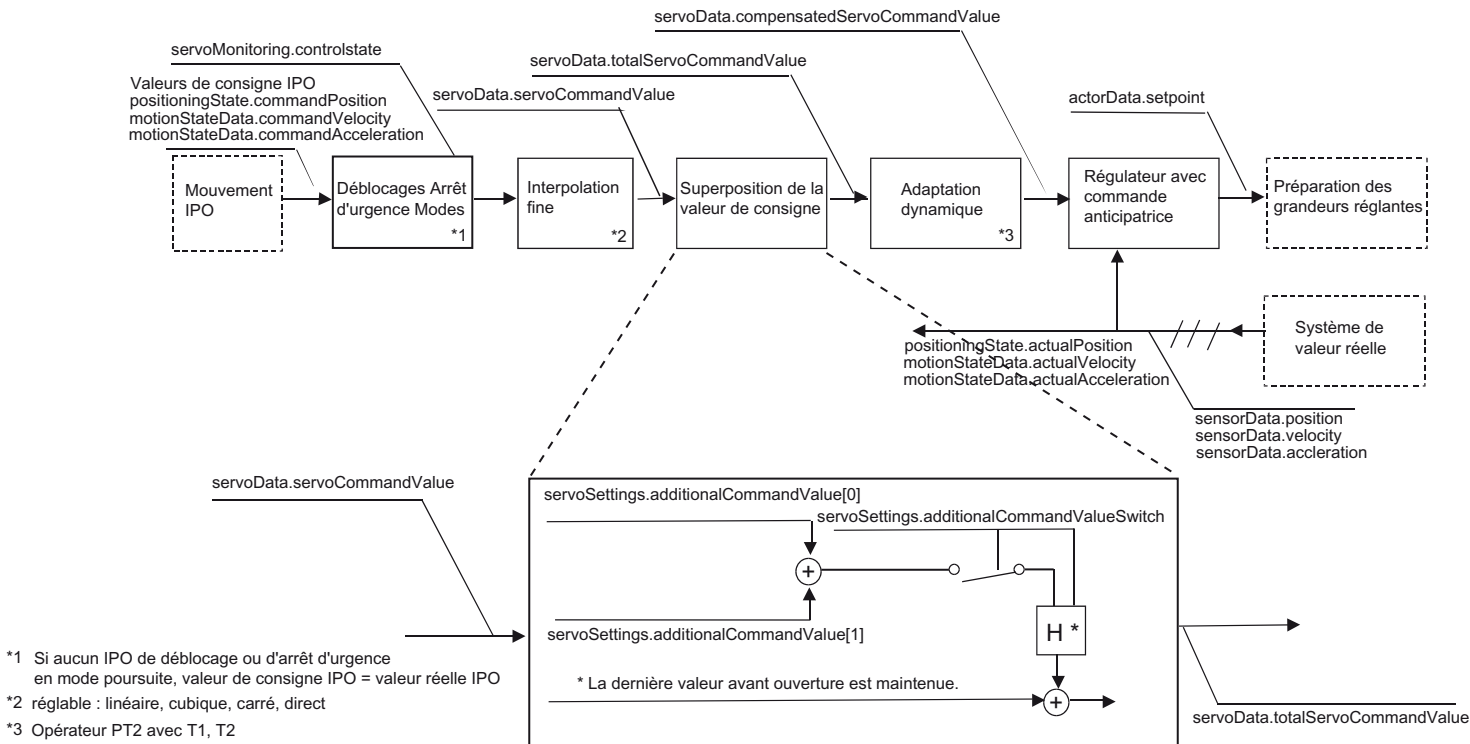 servoData.compensatedServoCommandValue
servoMonitoring.controlstate
servoData.totalServoCommandValue
Valeurs de consigne IPO
positioningState.commandPosition
motionStateData.commandVelocity
motionStateData.commandAcceleration
servoData.servoCommandValue
actorData.setpoint
Mouvement
IPO
Déblocages Arrêt
d'urgence Modes
*1
Interpolation
fine
*2
Superposition de la
valeur de consigne
Adaptation
dynamique
*3
Régulateur avec
commande
anticipatrice
Préparation des
grandeurs réglantes
Système de
valeur réelle
positioningState.actualPosition
motionStateData.actualVelocity
motionStateData.actualAcceleration
sensorData.position
sensorData.velocity
sensorData.accleration
servoData.servoCommandValue
servoSettings.additionalCommandValue[0]
servoSettings.additionalCommandValueSwitch
+
servoSettings.additionalCommandValue[1]
H *
* La dernière valeur avant ouverture est maintenue.
+
servoData.totalServoCommandValue
*1 Si aucun IPO de déblocage ou d'arrêt d'urgence
en mode poursuite, valeur de consigne IPO = valeur réelle IPO
*2 réglable : linéaire, cubique, carré, direct
*3 Opérateur PT2 avec T1, T2